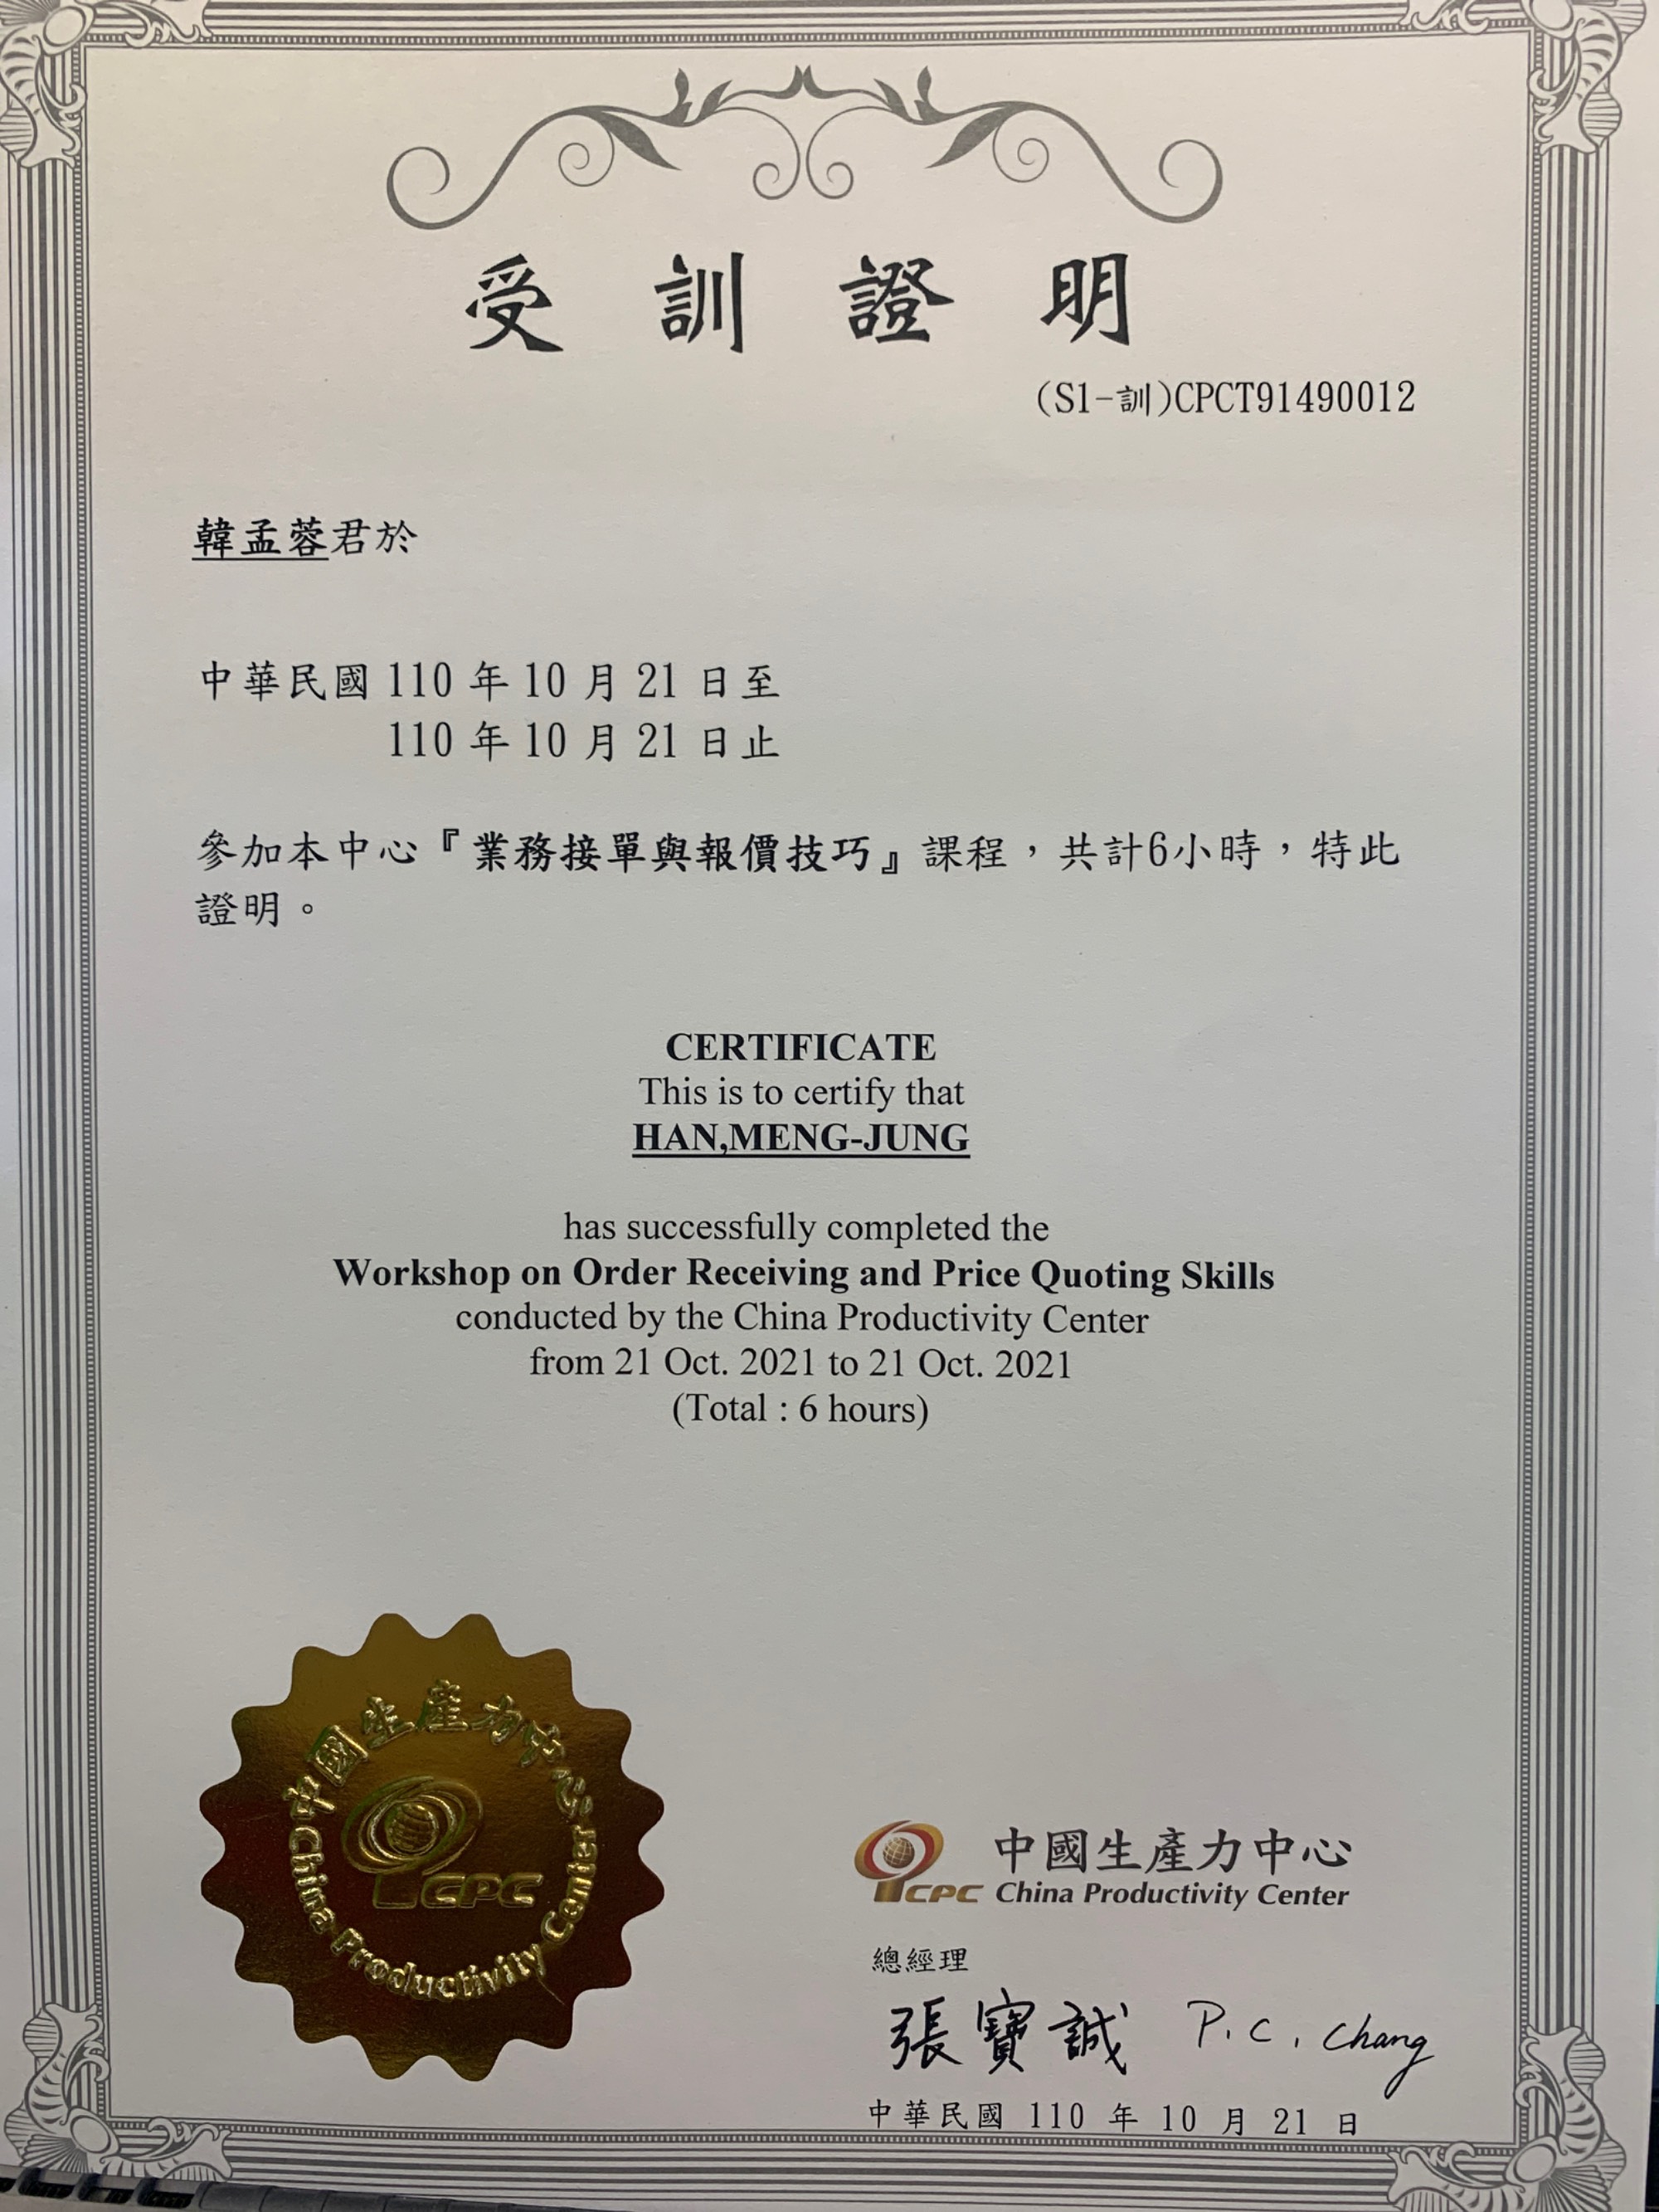 受訓證明
(S1-訓)CPCT91490012
韓孟蓉君於
中華民國 110 年 10 月 21 日至
110 年 10 月 21 日止
參加本中心『業務接單與報價技巧』課程，共計6小時，特此
證明。
CERTIFICATE
This is to certify that
HAN,MENG-JUNG
has successfully completed the
Workshop on Order Receiving and Price Quoting Skills
conducted by the China Productivity Center
from 21 Oct. 2021 to 21 Oct. 2021
(Total : 6 hours)
中國生產力中心
CPC
China Productivity Center
中國生產力中心
CPC China Productivity Center
總經理
張寶誠 P.C. Chang
中華民國 110 年 10 月 21 日